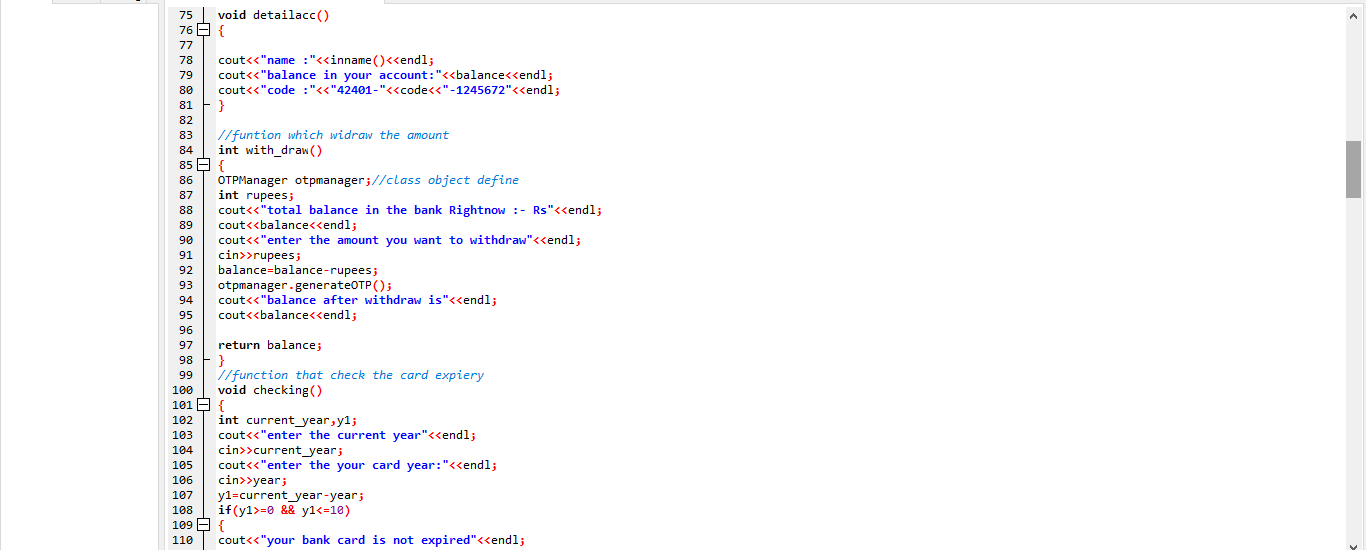 75 void detailacc()
76 {
77
78 cout<<"name :"<<inname()<<endl;
79 cout<<"balance in your account:"<<balance<<endl;
80 cout<<"code :"<<"42401-"<<code<<"-1245672"<<endl;
81 }
82
83 //funtion which widraw the amount
84 int with_draw()
85 {
86 OTPManager otpmanager;//class object define
87 int rupees;
88 cout<<"total balance in the bank Rightnow :- Rs"<<endl;
89 cout<<balance<<endl;
90 cout<<"enter the amount you want to withdraw"<<endl;
91 cin>>rupees;
92 balance=balance-rupees;
93 otpmanager.generateOTP();
94 cout<<"balance after withdraw is"<<endl;
95 cout<<balance<<endl;
96
97 return balance;
98 }
99 //function that check the card expiery
100 void checking()
101 {
102 int current_year,y1;
103 cout<<"enter the current year"<<endl;
104 cin>>current_year;
105 cout<<"enter the your card year:"<<endl;
106 cin>>year;
107 y1=current_year-year;
108 if(y1>=0 && y1<=10)
109 {
110 cout<<"your bank card is not expired"<<endl;